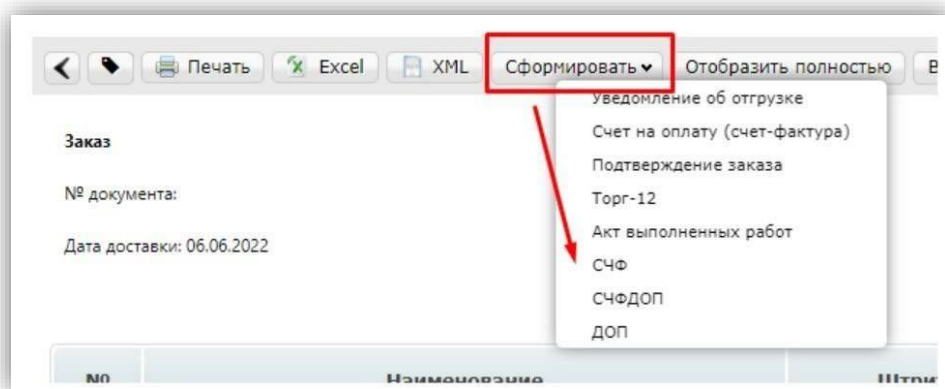 Печать Excel XML Сформировать Отобразить полностью
Уведомление об отгрузке
Счет на оплату (счет-фактура)
Заказ
Подтверждение заказа
№ документа:
Торг-12
Акт выполненных работ
Дата доставки: 06.06.2022
СЧФ
СЧФДОП
ДОП
№ Наименование